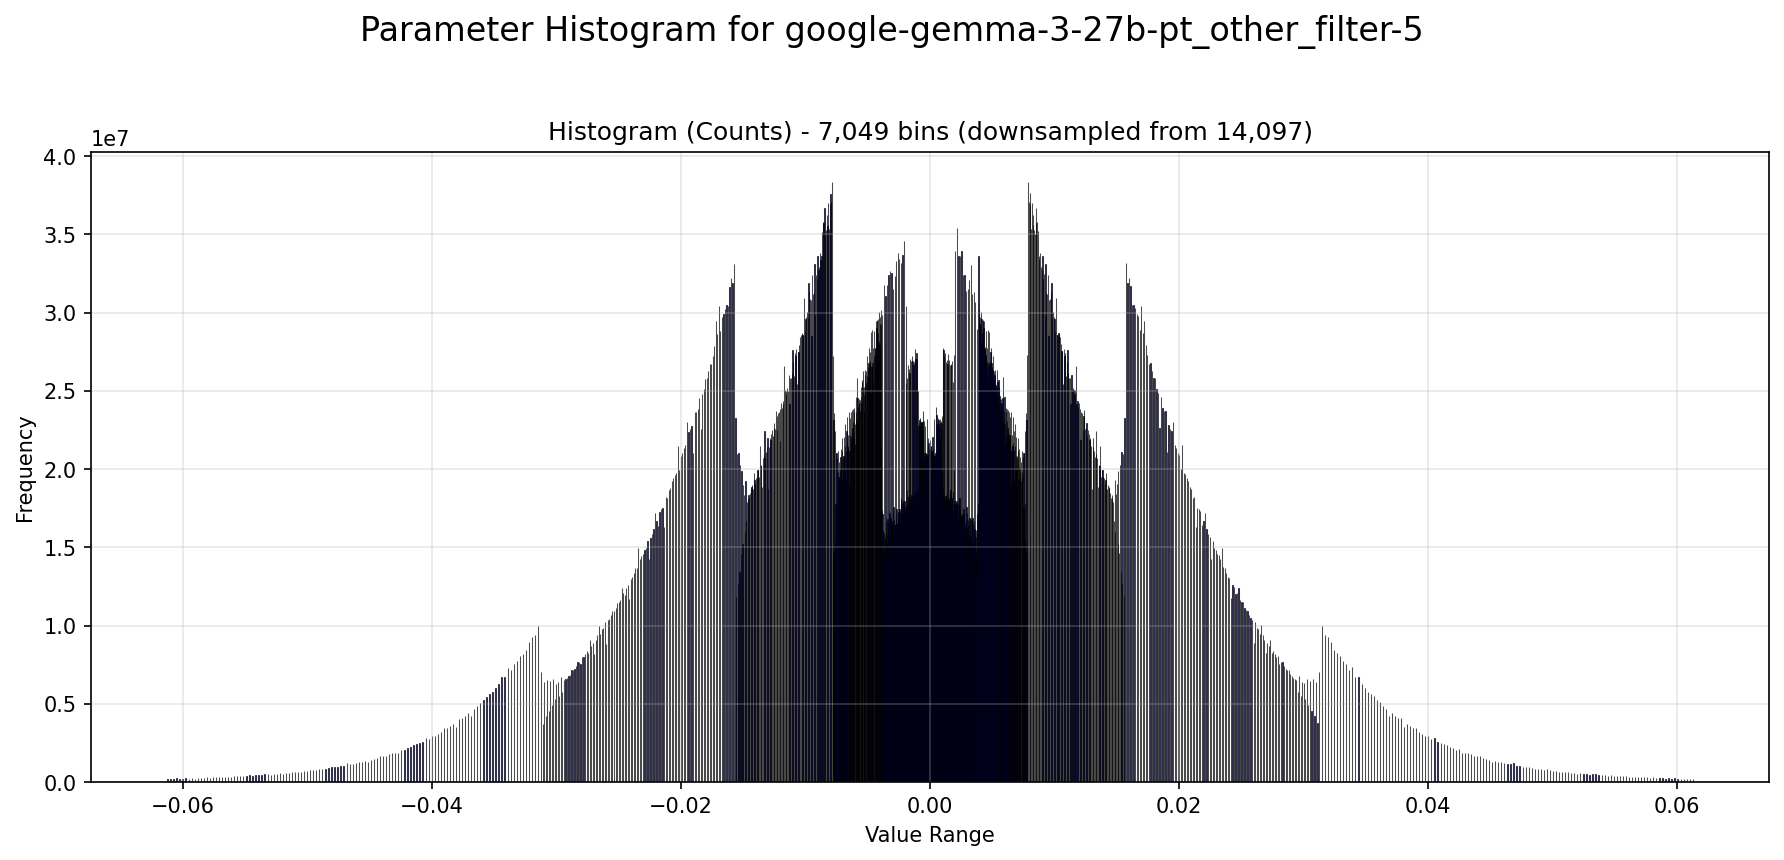 Parameter Histogram for google-gemma-3-27b-pt_other_filter-5
Histogram (Counts) - 7,049 bins (downsampled from 14,097)
1e7
4.0
3.5
3.0
2.5
2.0
1.5
1.0
0.5
0.0
Frequency
−0.06 −0.04 −0.02 0.00 0.02 0.04 0.06
Value Range